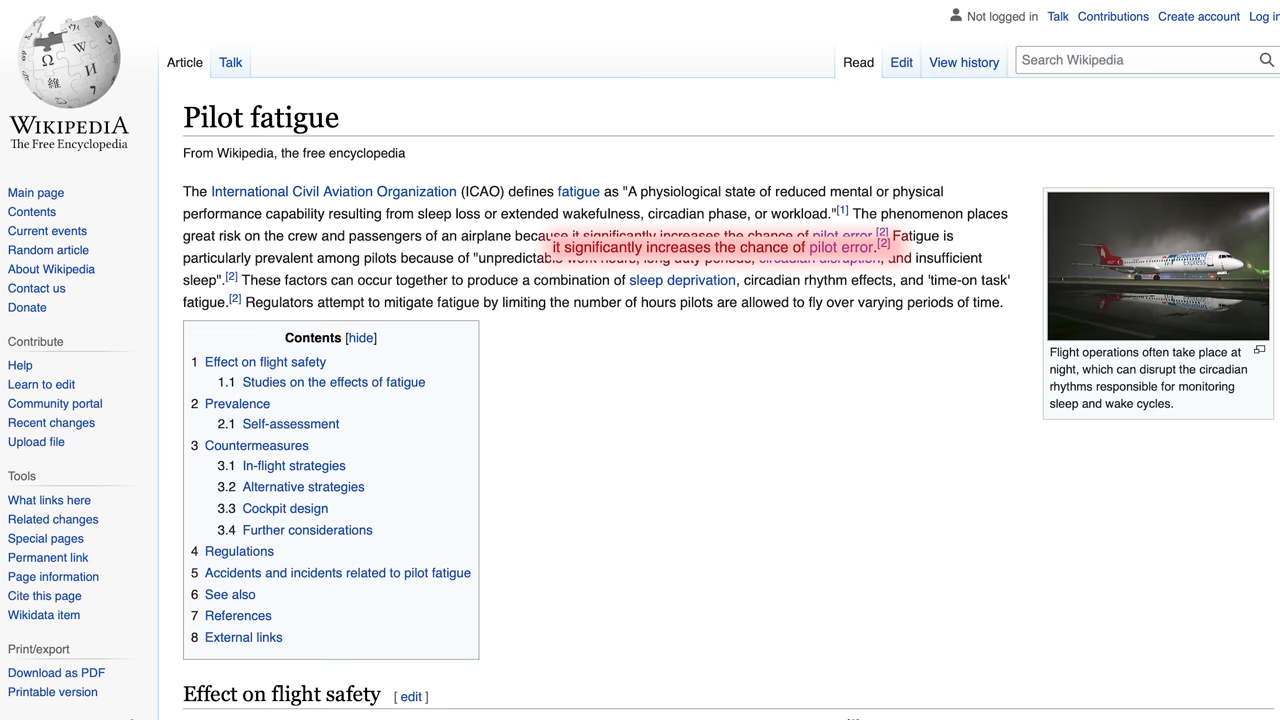 Not logged in Talk Contributions Create account Log in
Article Talk Read Edit View history Search Wikipedia
WIKIPEDIA
The Free Encyclopedia
Main page
Contents
Current events
Random article
About Wikipedia
Contact us
Donate
Contribute
Help
Learn to edit
Community portal
Recent changes
Upload file
Tools
What links here
Related changes
Special pages
Permanent link
Page information
Cite this page
Wikidata item
Print/export
Download as PDF
Printable version
Pilot fatigue
From Wikipedia, the free encyclopedia
The International Civil Aviation Organization (ICAO) defines fatigue as "A physiological state of reduced mental or physical
performance capability resulting from sleep loss or extended wakefulness, circadian phase, or workload."[1] The phenomenon places
great risk on the crew and passengers of an airplane because it significantly increases the chance of pilot error.[2] Fatigue is
it significantly increases the chance of pilot error.[2]
particularly prevalent among pilots because of "unpredictable work hours, long duty periods, circadian disruption, and insufficient
sleep".[2] These factors can occur together to produce a combination of sleep deprivation, circadian rhythm effects, and 'time-on task'
fatigue.[2] Regulators attempt to mitigate fatigue by limiting the number of hours pilots are allowed to fly over varying periods of time.
Flight operations often take place at
night, which can disrupt the circadian
rhythms responsible for monitoring
sleep and wake cycles.
Contents [hide]
1 Effect on flight safety
1.1 Studies on the effects of fatigue
2 Prevalence
2.1 Self-assessment
3 Countermeasures
3.1 In-flight strategies
3.2 Alternative strategies
3.3 Cockpit design
3.4 Further considerations
4 Regulations
5 Accidents and incidents related to pilot fatigue
6 See also
7 References
8 External links
Effect on flight safety [ edit ]